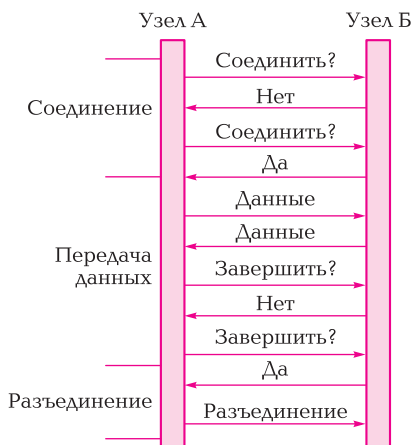 Узел А
Узел Б
Соединить?
Нет
Соединение
Соединить?
Да
Данные
Данные
Передача
данных
Завершить?
Нет
Завершить?
Да
Разъединение
Разъединение